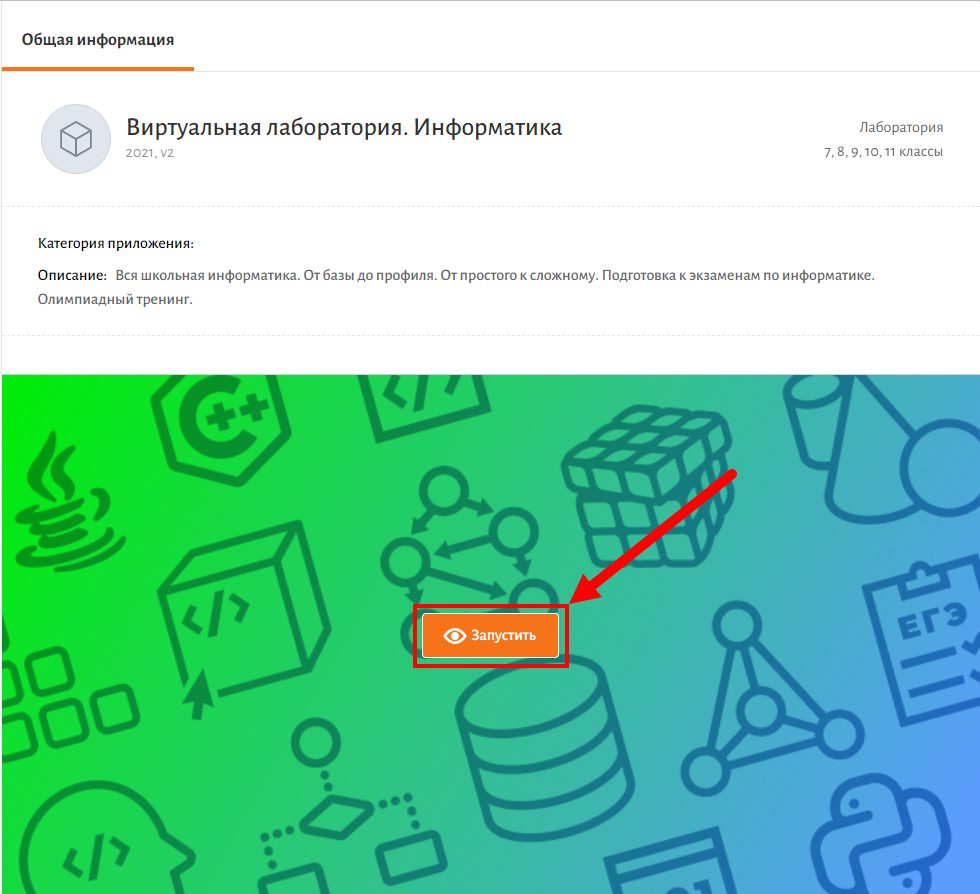 Общая информация
Виртуальная лаборатория. Информатика
2021, v2
Лаборатория
7, 8, 9, 10, 11 классы
Категория приложения:
Описание: Вся школьная информатика. От базы до профиля. От простого к сложному. Подготовка к экзаменам по информатике.
Олимпиадный тренинг.
C++
</>
</>
ЕГЭ
Запустить
</>